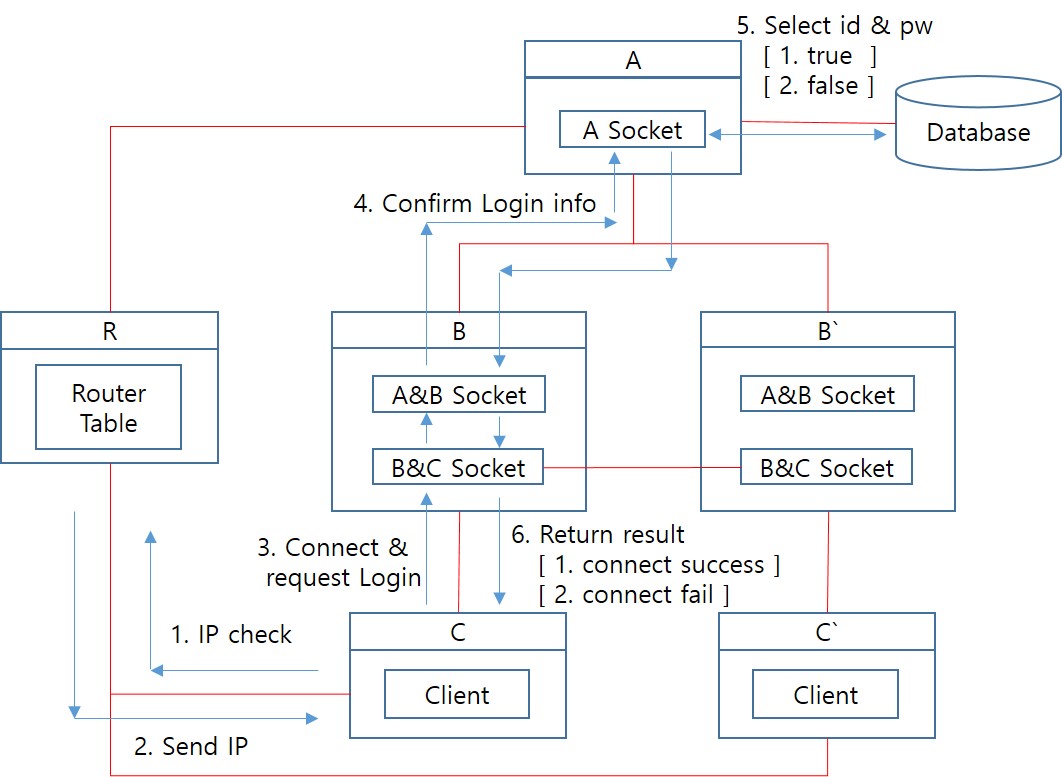 5. Select id & pw
[ 1. true ]
[ 2. false ]
A
A Socket
Database
4. Confirm Login info
R
Router
Table
B
A&B Socket
B&C Socket
B`
A&B Socket
B&C Socket
3. Connect &
request Login
6. Return result
[ 1. connect success ]
[ 2. connect fail ]
1. IP check
2. Send IP
C
Client
C`
Client